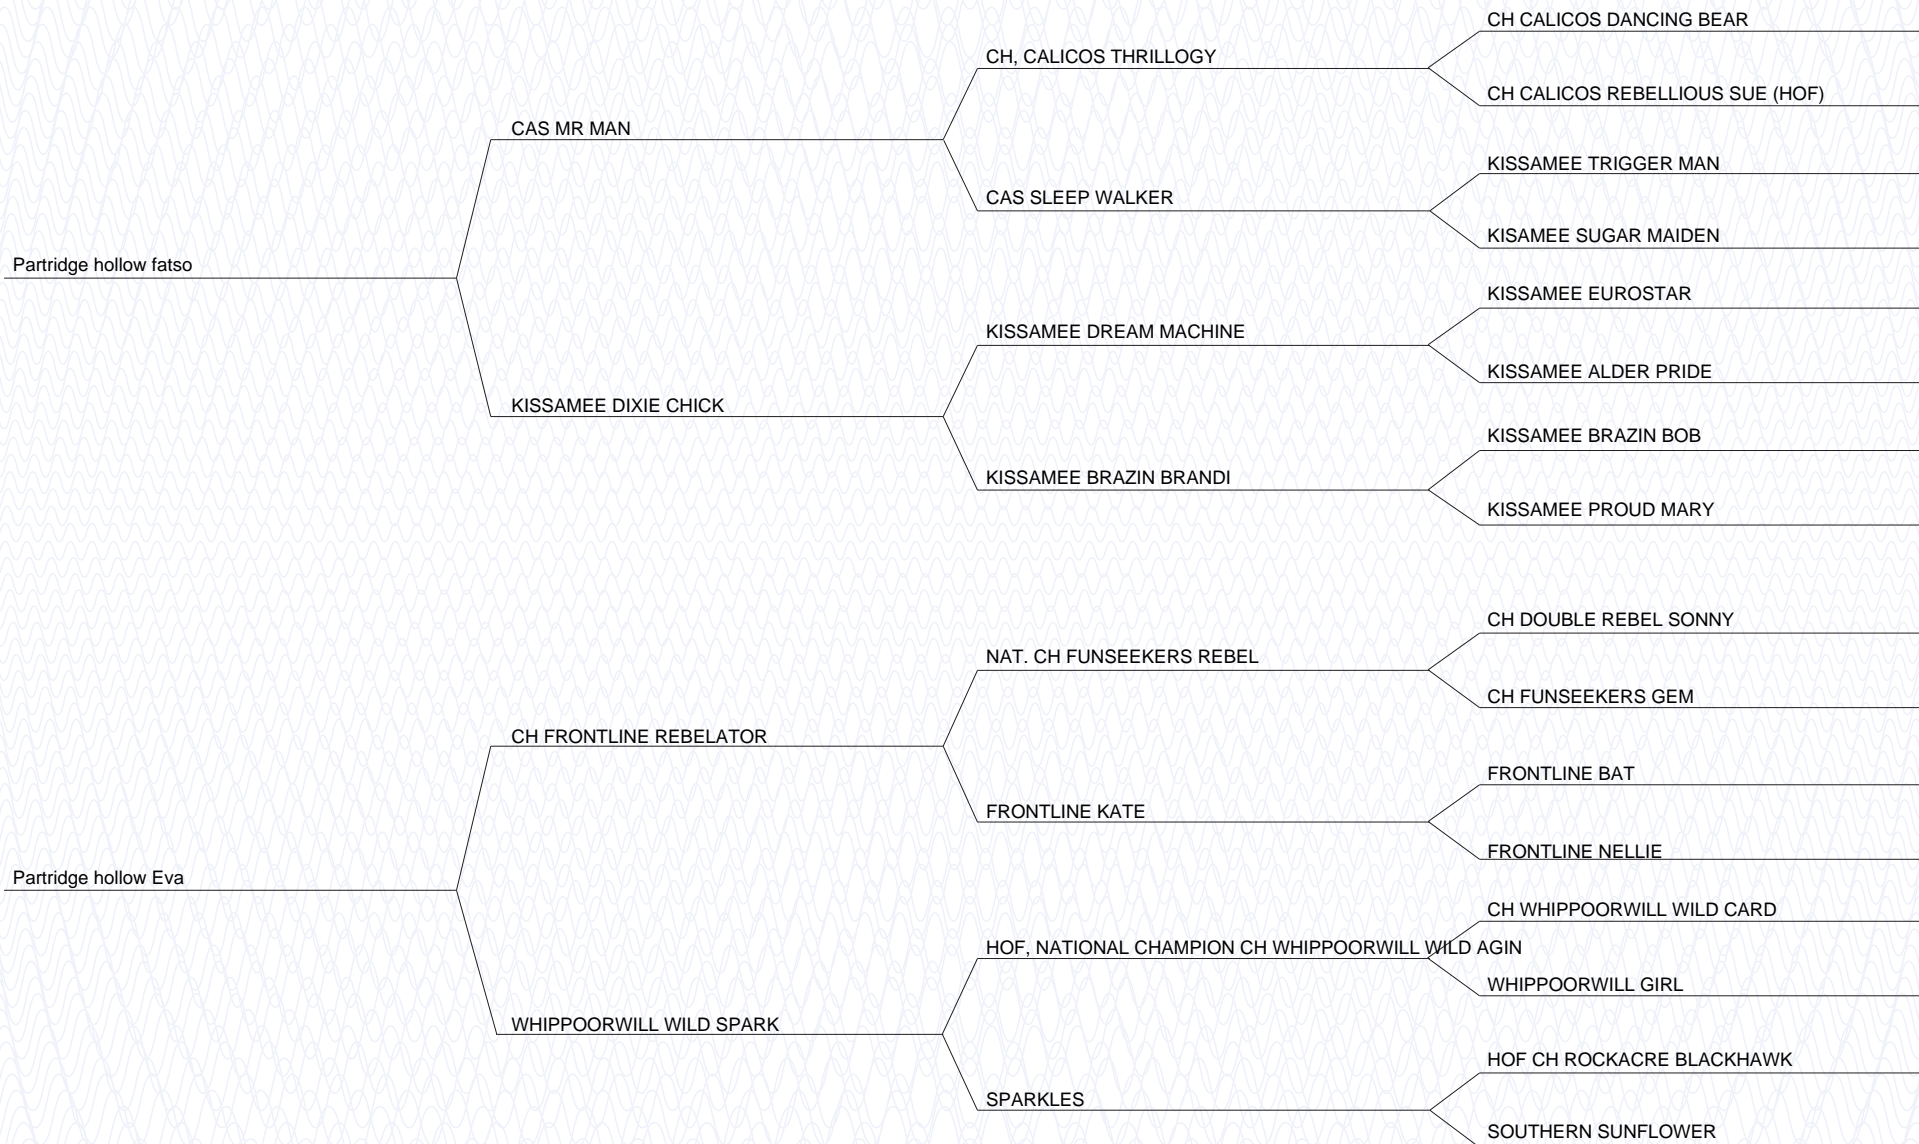 CH CALICOS DANCING BEAR
CH, CALICOS THRILLOGY
CH CALICOS REBELLIOUS SUE (HOF)
CAS MR MAN
KISSAMEE TRIGGER MAN
CAS SLEEP WALKER
KISAMEE SUGAR MAIDEN
Partridge hollow fatso
KISSAMEE EUROSTAR
KISSAMEE DREAM MACHINE
KISSAMEE ALDER PRIDE
KISSAMEE DIXIE CHICK
KISSAMEE BRAZIN BOB
KISSAMEE BRAZIN BRANDI
KISSAMEE PROUD MARY
CH DOUBLE REBEL SONNY
NAT. CH FUNSEEKERS REBEL
CH FUNSEEKERS GEM
CH FRONTLINE REBELATOR
FRONTLINE BAT
FRONTLINE KATE
FRONTLINE NELLIE
Partridge hollow Eva
CH WHIPPOORWILL WILD CARD
HOF, NATIONAL CHAMPION CH WHIPPOORWILL WILD AGIN
WHIPPOORWILL GIRL
WHIPPOORWILL WILD SPARK
HOF CH ROCKACRE BLACKHAWK
SPARKLES
SOUTHERN SUNFLOWER